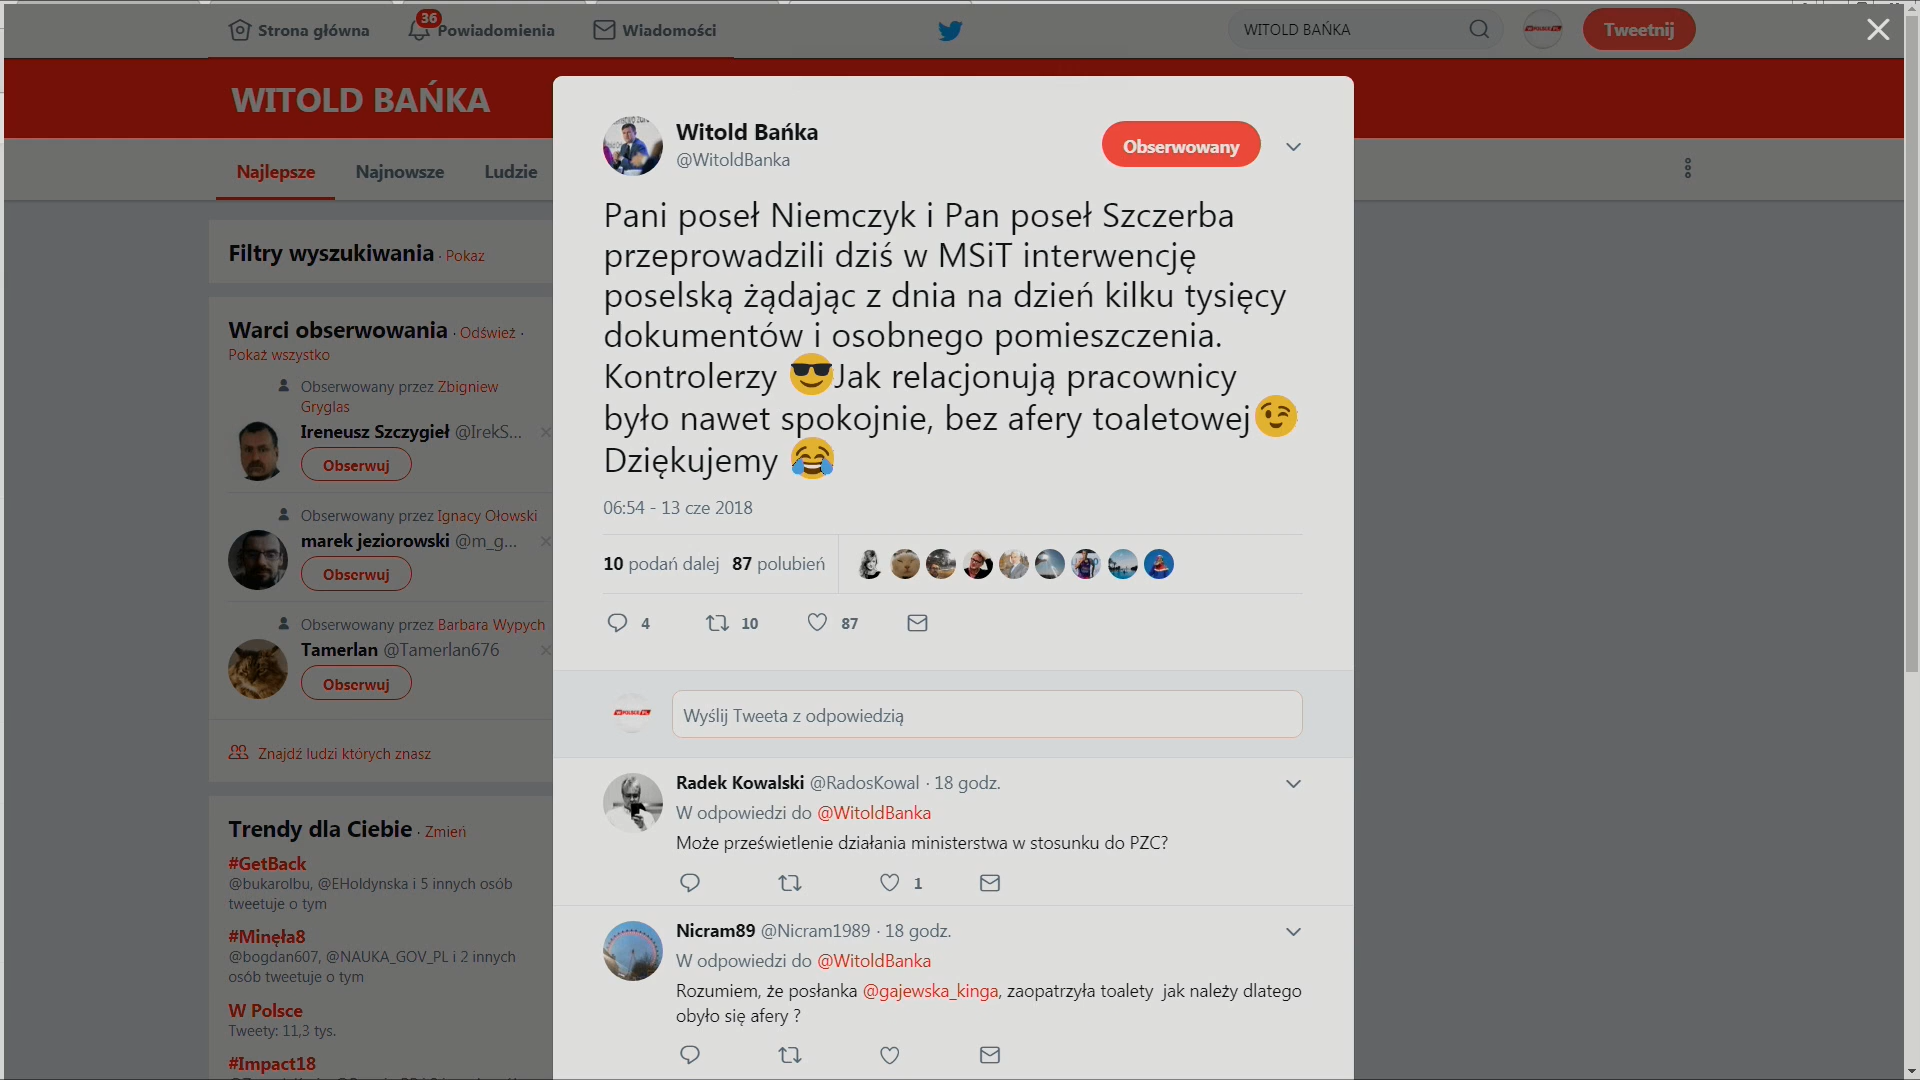 Strona główna
36
Powiadomienia
Wiadomości
WITOLD BAŃKA
Tweetnij
WITOLD BAŃKA
Najlepsze
Najnowsze
Ludzie
Filtry wyszukiwania · Pokaż
Warci obserwowania · Odśwież ·
Pokaż wszystko
Obserwowany przez Zbigniew
Gryglas
Ireneusz Szczygieł @IrekS...
Obserwuj
Obserwowany przez Ignacy Ołowski
marek jeziorowski @m_g...
Obserwuj
Obserwowany przez Barbara Wypych
Tamerlan @Tamerlan676
Obserwuj
Znajdź ludzi których znasz
Trendy dla Ciebie · Zmień
#GetBack
@bukarolbu, @EHoldynska i 5 innych osób
tweetuje o tym
#Minęła8
@bogdan607, @NAUKA_GOV_PL i 2 innych
osób tweetuje o tym
W Polsce
Tweety: 11,3 tys.
#Impact18
Witold Bańka
@WitoldBanka
Obserwowany
Pani poseł Niemczyk i Pan poseł Szczerba
przeprowadzili dziś w MSiT interwencję
poselską żądając z dnia na dzień kilku tysięcy
dokumentów i osobnego pomieszczenia.
Kontrolerzy 😎Jak relacjonują pracownicy
było nawet spokojnie, bez afery toaletowej😉
Dziękujemy 😂
06:54 - 13 cze 2018
10 podań dalej 87 polubień
4 10 87
Wyślij Tweeta z odpowiedzią
Radek Kowalski @RadosKowal · 18 godz.
W odpowiedzi do @WitoldBanka
Może prześwietlenie działania ministerstwa w stosunku do PZC?
1
Nicram89 @Nicram1989 · 18 godz.
W odpowiedzi do @WitoldBanka
Rozumiem, że posłanka @gajewska_kinga, zaopatrzyła toalety jak należy dlatego
obyło się afery ?